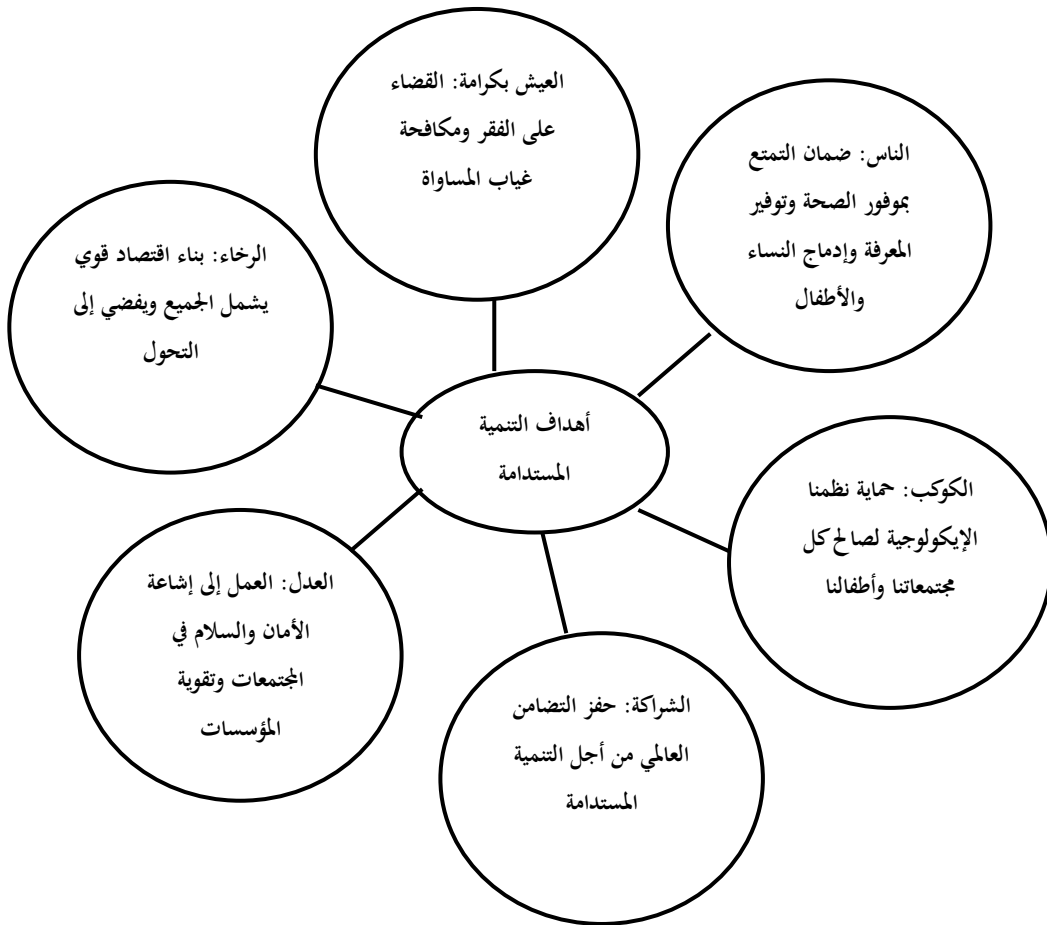 العيش بكرامة: القضاء
على الفقر ومكافحة
غياب المساواة
الناس: ضمان التمتع
بموفور الصحة وتوفير
المعرفة وإدماج النساء
والأطفال
الرخاء: بناء اقتصاد قوي
يشمل الجميع ويفضي إلى
التحول
أهداف التنمية
المستدامة
الكوكب: حماية نظمنا
الإيكولوجية لصالح كل
مجتمعاتنا وأطفالنا
العدل: العمل إلى إشاعة
الأمان والسلام في
المجتمعات وتقوية
المؤسسات
الشراكة: حفز التضامن
العالمي من أجل التنمية
المستدامة